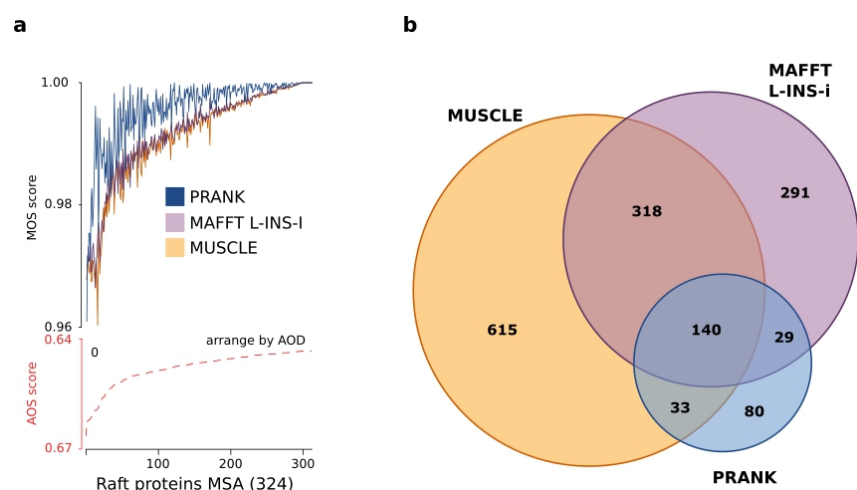 a
1.00
0.98
0.96
MOS score
PRANK
MAFFT L-INS-I
MUSCLE
0.64
0.67
AOS score
0
arrange by AOD
100
200
300
Raft proteins MSA (324)
b
MUSCLE
MAFFT
L-INS-i
318
291
615
140
29
33
80
PRANK